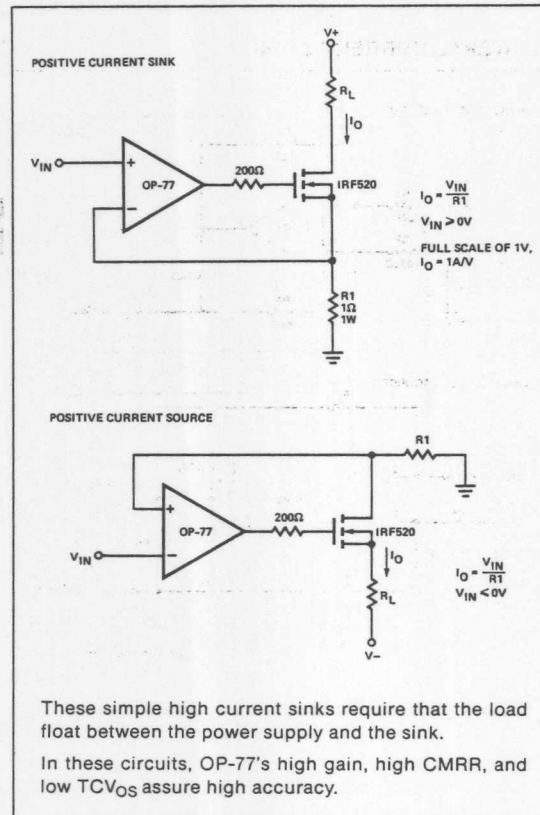 POSITIVE CURRENT SINK
V+
RL
IO
VIN
+
−
OP-77
200Ω
IRF520
IO = VIN/R1
VIN > 0V
FULL SCALE OF 1V,
IO = 1A/V
R1
1Ω
1W
POSITIVE CURRENT SOURCE
R1
+
−
OP-77
200Ω
IRF520
VIN
IO
RL
IO = VIN/R1
VIN < 0V
V−
These simple high current sinks require that the load
float between the power supply and the sink.
In these circuits, OP-77's high gain, high CMRR, and
low TCVOS assure high accuracy.